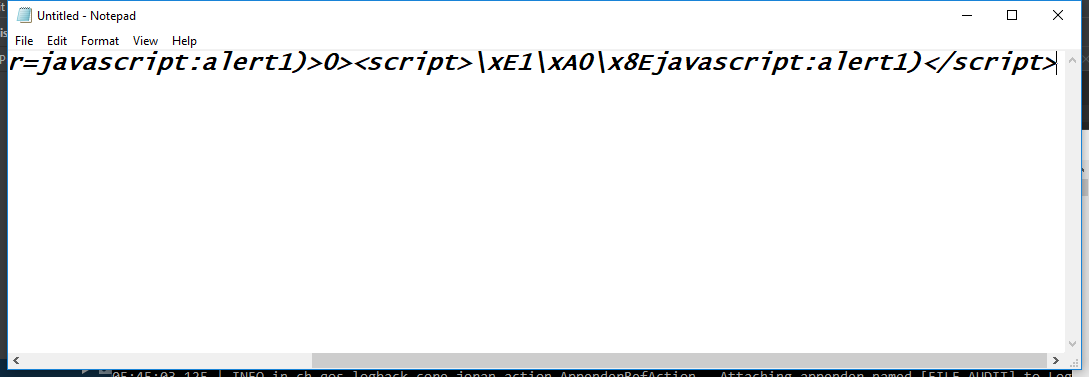 Untitled - Notepad
File Edit Format View Help
r=javascript:alert1)>0><script>\xE1\xA0\x8Ejavascript:alert1)</script>
05:45:03,125 | INFO in ch.qos.logback.core.joran.action.AppenderRefAction - Attaching appender named [FILE_AUDIT] to Log